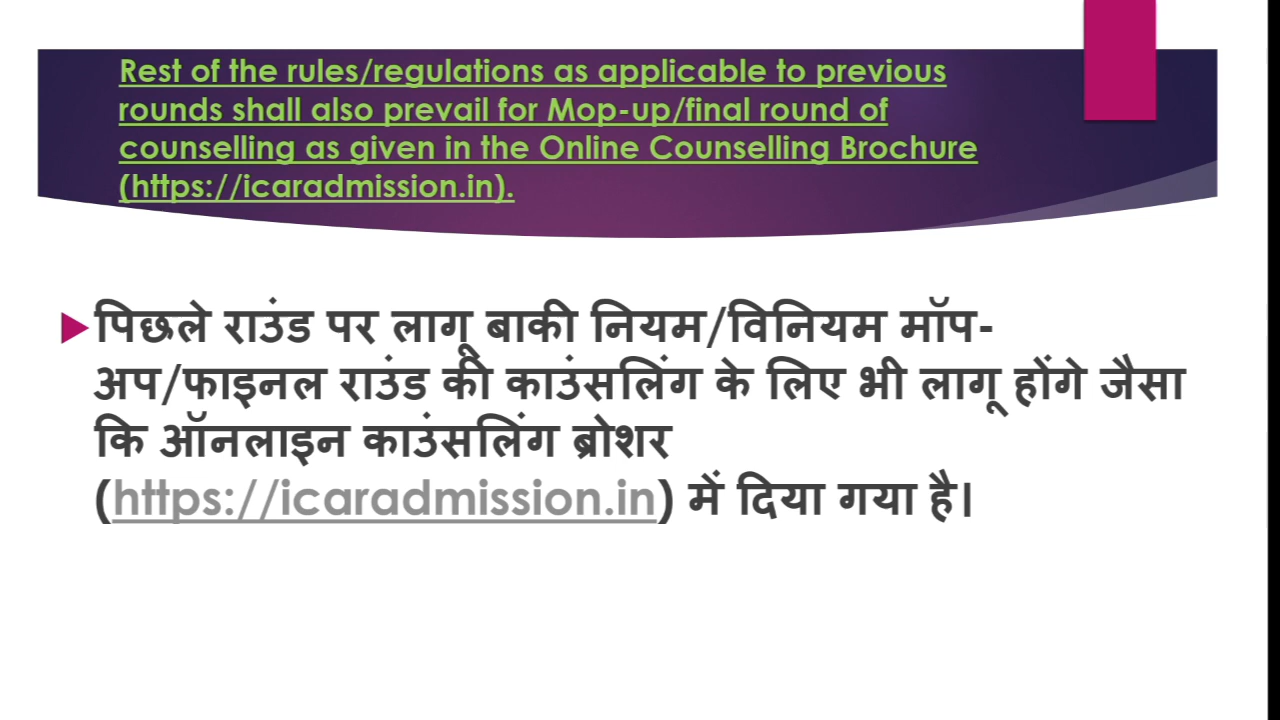 Rest of the rules/regulations as applicable to previous
rounds shall also prevail for Mop-up/final round of
counselling as given in the Online Counselling Brochure
(https://icaradmission.in).
पिछले राउंड पर लागू बाकी नियम/विनियम मॉप-
अप/फाइनल राउंड की काउंसलिंग के लिए भी लागू होंगे जैसा
कि ऑनलाइन काउंसलिंग ब्रोशर
(https://icaradmission.in) में दिया गया है।